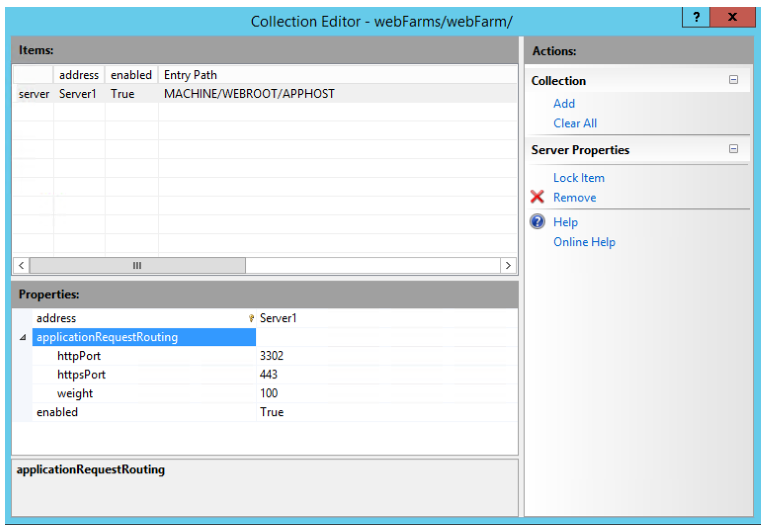 Collection Editor - webFarms/webFarm/
? x
Items:
address enabled Entry Path
server Server1 True MACHINE/WEBROOT/APPHOST
Properties:
address Server1
applicationRequestRouting
httpPort 3302
httpsPort 443
weight 100
enabled True
applicationRequestRouting
Actions:
Collection
Add
Clear All
Server Properties
Lock Item
Remove
? Help
Online Help